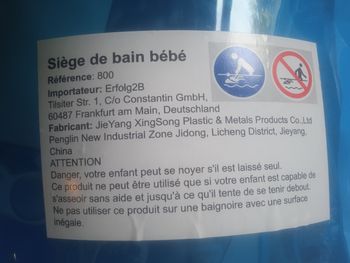 Siège de bain bébé
Référence: 800
Importateur: Erfolg2B
Tilsiter Str. 1, C/o Constantin GmbH,
60487 Frankfurt am Main, Deutschland
Fabricant: JieYang XingSong Plastic & Metals Products Co.,Ltd
Penglin New Industrial Zone Jidong, Licheng District, Jieyang,
China
ATTENTION
Danger, votre enfant peut se noyer s'il est laissé seul.
Ce produit ne peut être utilisé que si votre enfant est capable de
s'asseoir sans aide et jusqu'à ce qu'il tente de se tenir debout.
Ne pas utiliser ce produit sur une baignoire avec une surface
inégale.